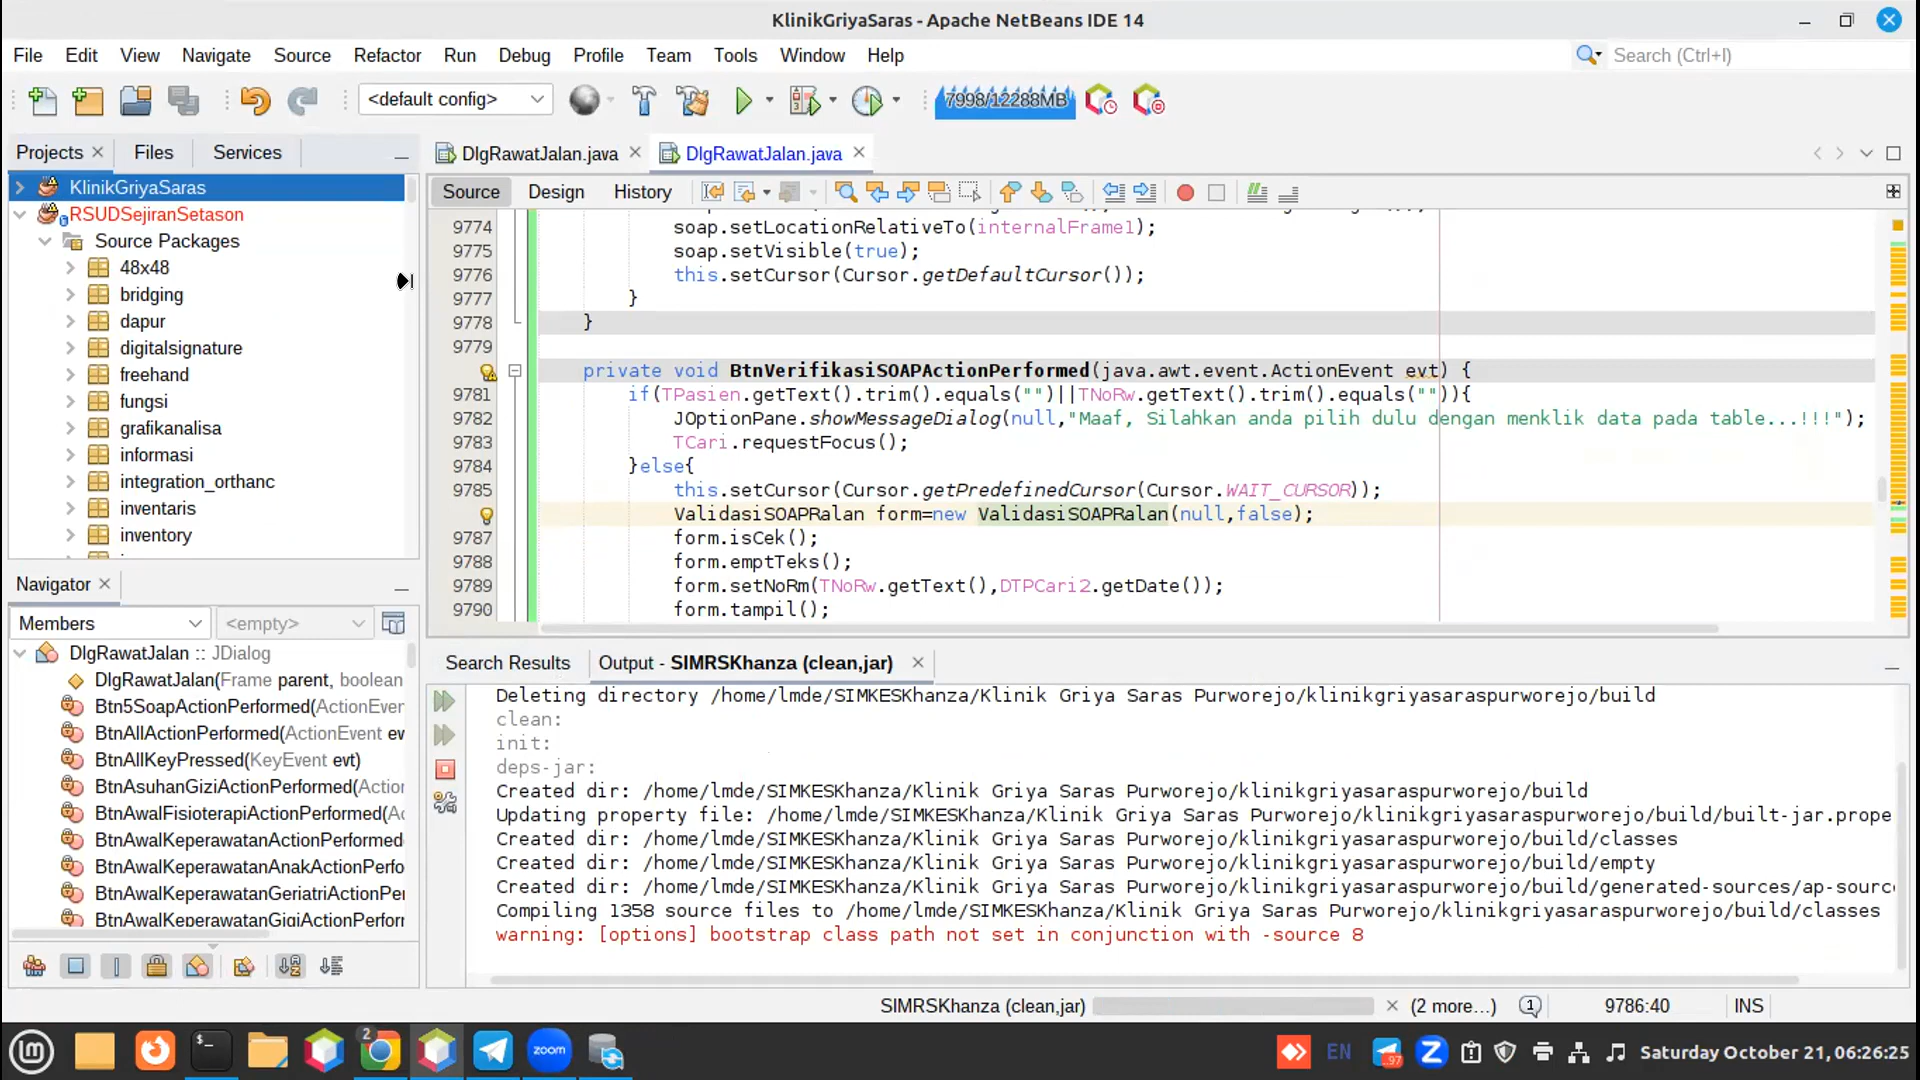 KlinikGriyaSaras - Apache NetBeans IDE 14
File Edit View Navigate Source Refactor Run Debug Profile Team Tools Window Help
Search (Ctrl+I)
<default config>
7998/12288MB
Projects Files Services
DlgRawatJalan.java DlgRawatJalan.java
KlinikGriyaSaras
RSUDSejiranSetason
Source Packages
48x48
bridging
dapur
digitalsignature
freehand
fungsi
grafikanalisa
informasi
integration_orthanc
inventaris
inventory
Source Design History
9774 soap.setLocationRelativeTo(internalFrame1);
9775 soap.setVisible(true);
9776 this.setCursor(Cursor.getDefaultCursor());
9777 }
9778 }
9779
private void BtnVerifikasiSOAPActionPerformed(java.awt.event.ActionEvent evt) {
9781 if(TPasien.getText().trim().equals("")||TNoRw.getText().trim().equals("")){
9782 JOptionPane.showMessageDialog(null,"Maaf, Silahkan anda pilih dulu dengan menklik data pada table...!!!");
9783 TCari.requestFocus();
9784 }else{
9785 this.setCursor(Cursor.getPredefinedCursor(Cursor.WAIT_CURSOR));
ValidasiSOAPRalan form=new ValidasiSOAPRalan(null,false);
9787 form.isCek();
9788 form.emptTeks();
9789 form.setNoRm(TNoRw.getText(),DTPCari2.getDate());
9790 form.tampil();
Navigator
Members <empty>
DlgRawatJalan :: JDialog
DlgRawatJalan(Frame parent, boolean
Btn5SoapActionPerformed(ActionEven
BtnAllActionPerformed(ActionEvent ev
BtnAllKeyPressed(KeyEvent evt)
BtnAsuhanGiziActionPerformed(Action
BtnAwalFisioterapiActionPerformed(Ac
BtnAwalKeperawatanActionPerformed
BtnAwalKeperawatanAnakActionPerfo
BtnAwalKeperawatanGeriatriActionPer
BtnAwalKeperawatanGigiActionPerfor
Search Results Output - SIMRSKhanza (clean,jar)
Deleting directory /home/lmde/SIMKESKhanza/Klinik Griya Saras Purworejo/klinikgriyasaraspurworejo/build
clean:
init:
deps-jar:
Created dir: /home/lmde/SIMKESKhanza/Klinik Griya Saras Purworejo/klinikgriyasaraspurworejo/build
Updating property file: /home/lmde/SIMKESKhanza/Klinik Griya Saras Purworejo/klinikgriyasaraspurworejo/build/built-jar.prope
Created dir: /home/lmde/SIMKESKhanza/Klinik Griya Saras Purworejo/klinikgriyasaraspurworejo/build/classes
Created dir: /home/lmde/SIMKESKhanza/Klinik Griya Saras Purworejo/klinikgriyasaraspurworejo/build/empty
Created dir: /home/lmde/SIMKESKhanza/Klinik Griya Saras Purworejo/klinikgriyasaraspurworejo/build/generated-sources/ap-sourc
Compiling 1358 source files to /home/lmde/SIMKESKhanza/Klinik Griya Saras Purworejo/klinikgriyasaraspurworejo/build/classes
warning: [options] bootstrap class path not set in conjunction with -source 8
SIMRSKhanza (clean,jar) (2 more...) 1 9786:40 INS
2 zoom EN 97 Saturday October 21, 06:26:25